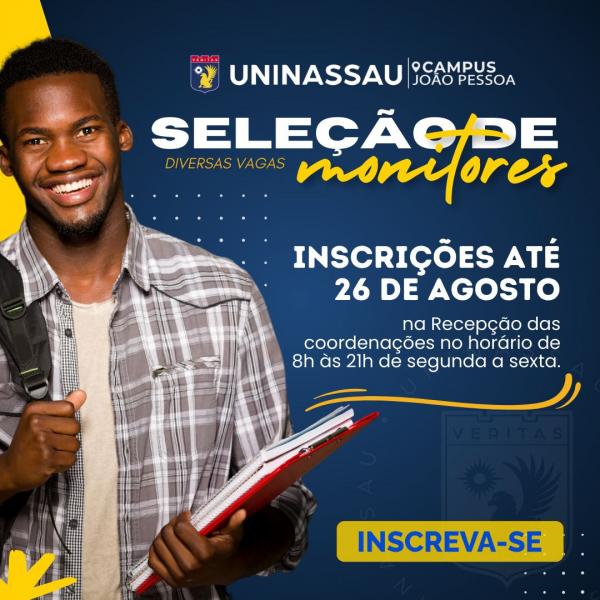 VERITAS
UNINASSAU
CAMPUS
JOÃO PESSOA
SELEÇÃO DE
DIVERSAS VAGAS
monitores
INSCRIÇÕES ATÉ
26 DE AGOSTO
na Recepção das
coordenações no horário de
8h às 21h de segunda a sexta.
VERITAS
INSCREVA-SE